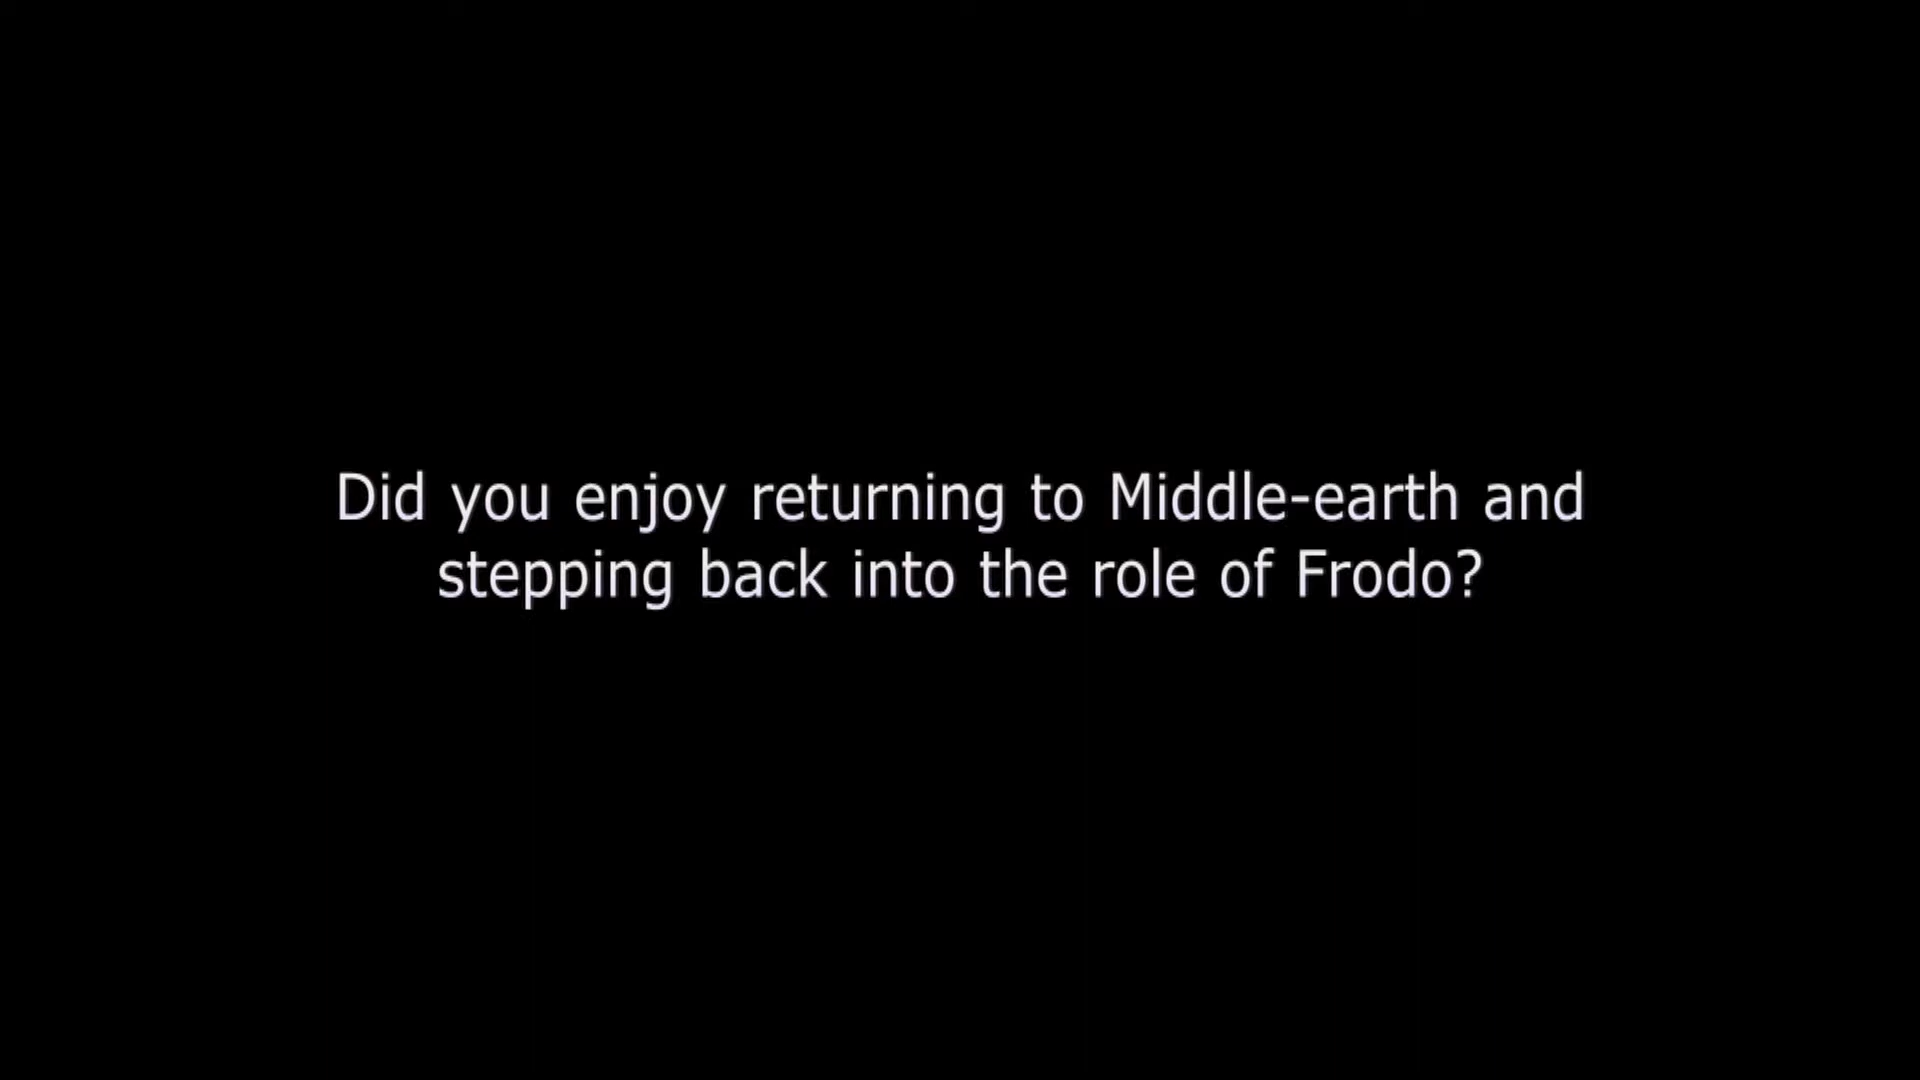 Did you enjoy returning to Middle-earth and
stepping back into the role of Frodo?